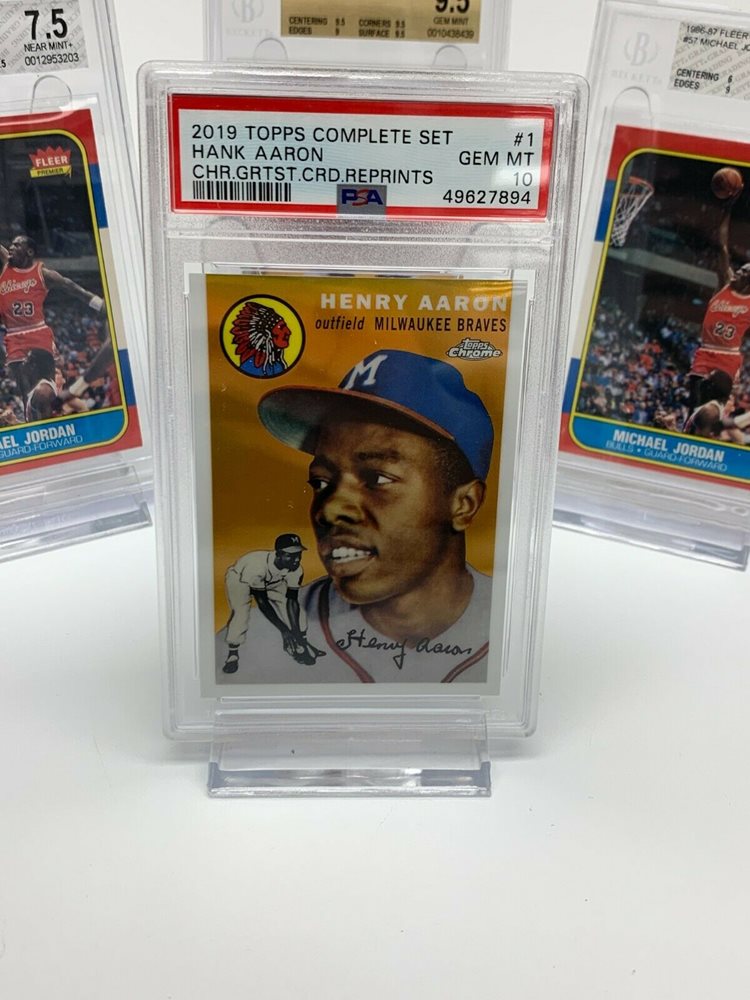 7.5
NEAR MINT+
0012953203
FLEER
PREMIER
Chicago
23
EL JORDAN
GUARD-FORWARD
9.5
CENTERING 9.5 CORNERS 9.5
EDGES 9 SURFACE 9.5
GEM MINT
0010438439
BECKETT
2019 TOPPS COMPLETE SET #1
HANK AARON GEM MT
CHR.GRTST.CRD.REPRINTS 10
PSA 49627894
HENRY AARON
outfield MILWAUKEE BRAVES
Topps
Chrome
M
Henry Aaron
1986-87 FLEER
#57 MICHAEL JO
B
BECKETT
CENTERING 6
EDGES 9
23
MICHAEL JORDAN
BULLS • GUARD-FORWARD